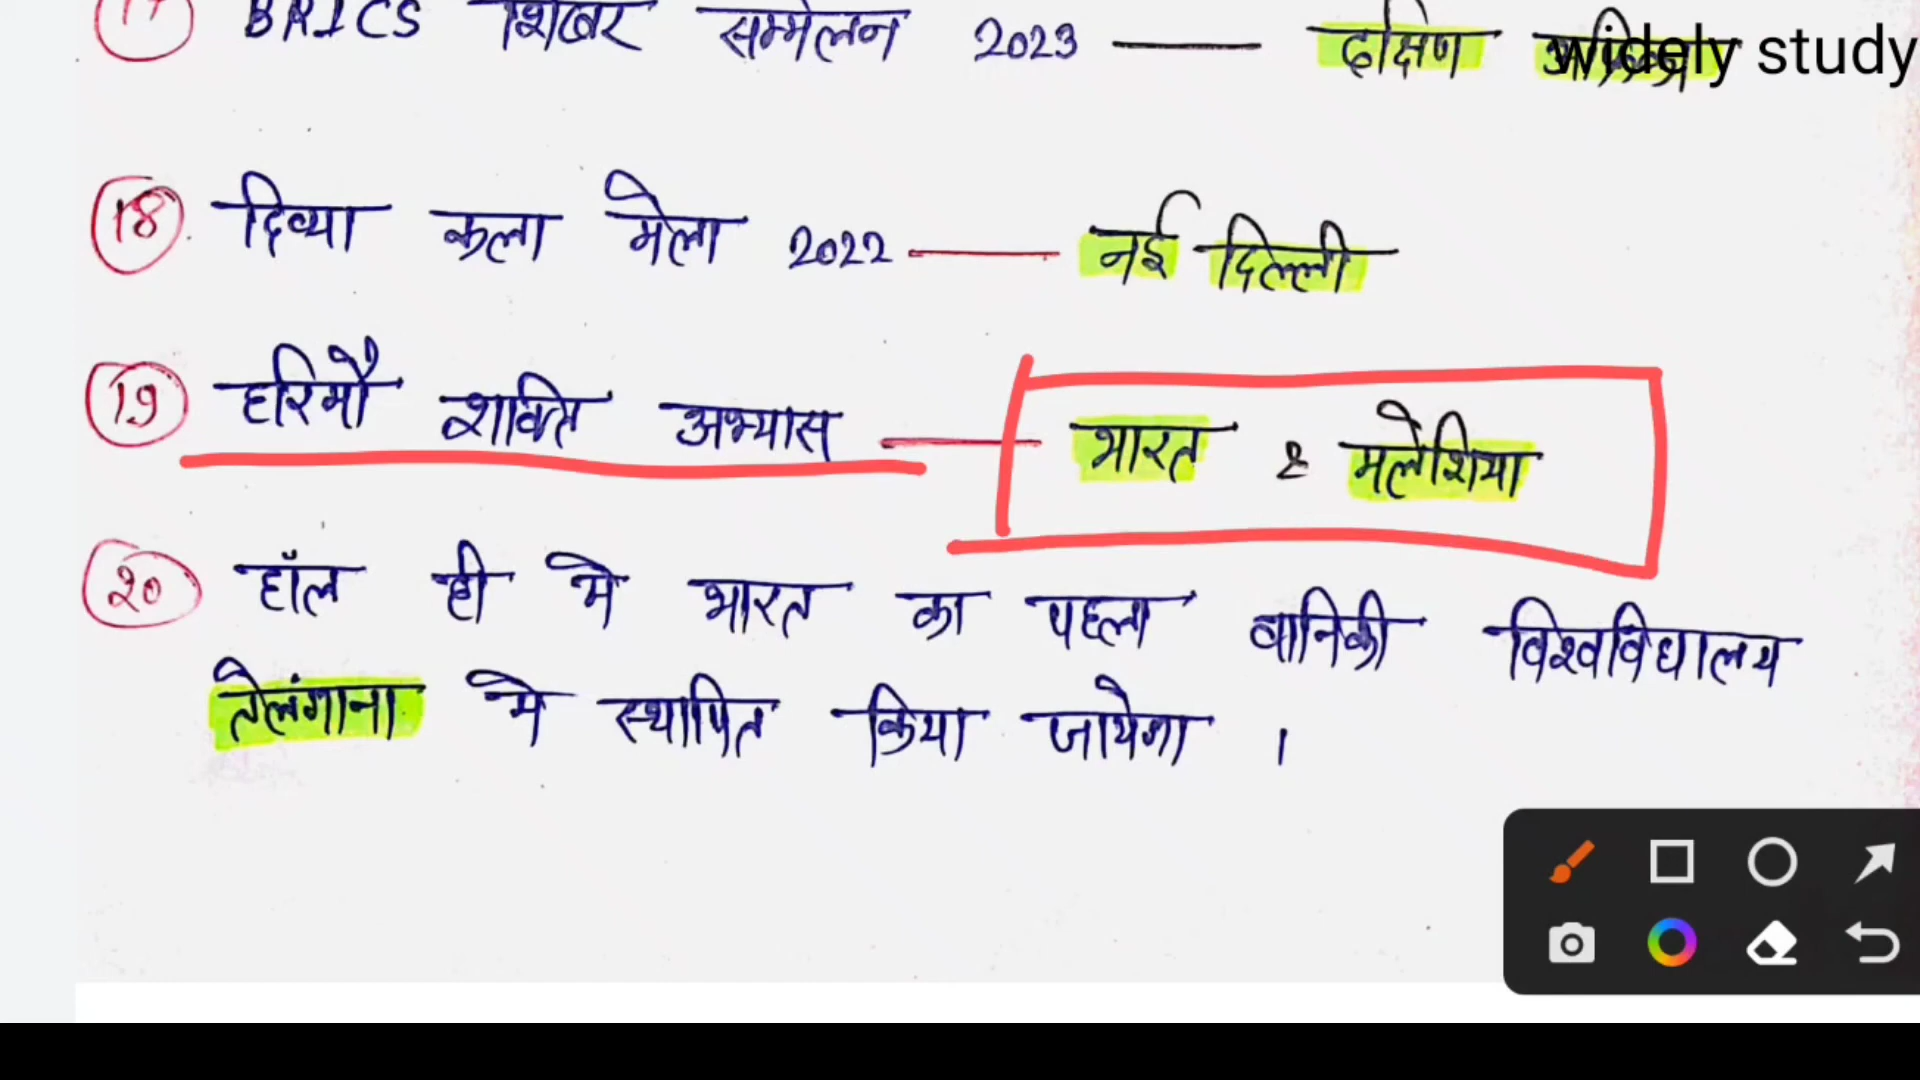 17 BRICS शिखर सम्मेलन 2023 — दक्षिण अफ्रिका
widely study
18 दिव्या कला मेला 2022 — नई दिल्ली
19 हरिमौ शक्ति अभ्यास — भारत & मलेशिया
20 हॉल ही मे भारत का पहला वानिकी विश्वविद्यालय
तेलंगाना मे स्थापित किया जायेगा ।